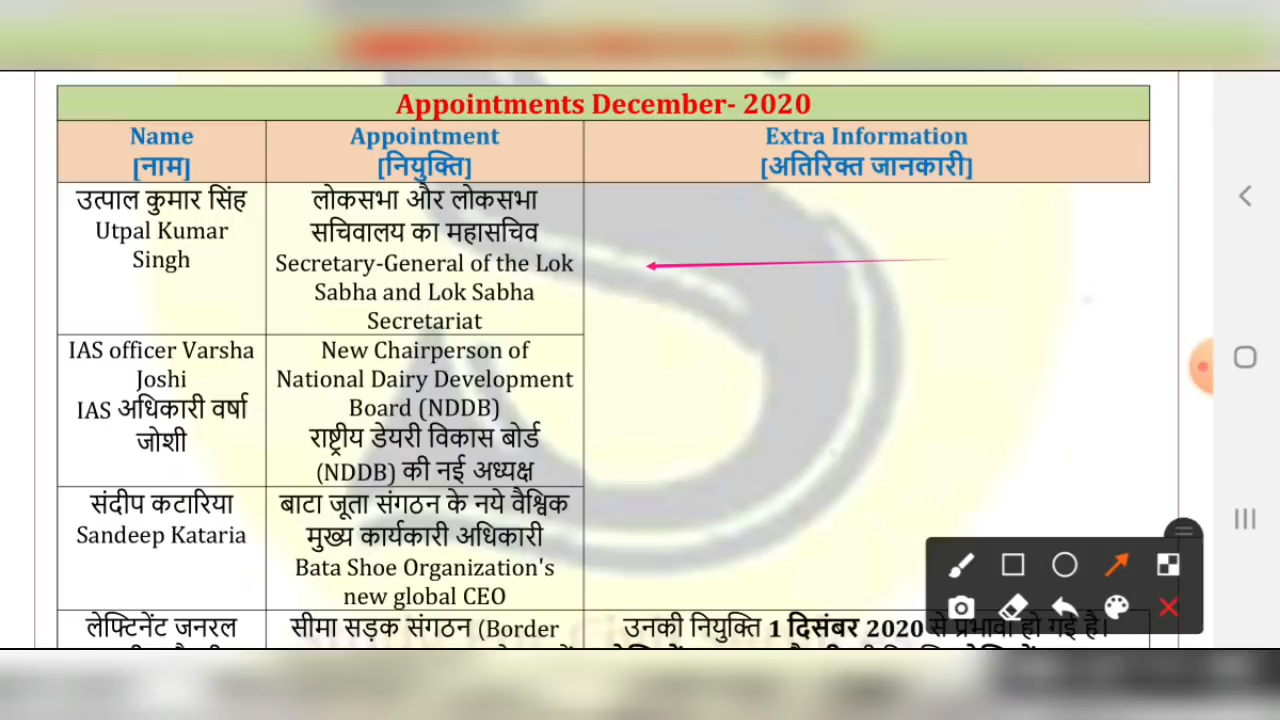 Appointments December- 2020
Name
[नाम]
Appointment
[नियुक्ति]
Extra Information
[अतिरिक्त जानकारी]
उत्पाल कुमार सिंह
Utpal Kumar
Singh
लोकसभा और लोकसभा
सचिवालय का महासचिव
Secretary-General of the Lok
Sabha and Lok Sabha
Secretariat
IAS officer Varsha
Joshi
IAS अधिकारी वर्षा
जोशी
New Chairperson of
National Dairy Development
Board (NDDB)
राष्ट्रीय डेयरी विकास बोर्ड
(NDDB) की नई अध्यक्ष
संदीप कटारिया
Sandeep Kataria
बाटा जूता संगठन के नये वैश्विक
मुख्य कार्यकारी अधिकारी
Bata Shoe Organization's
new global CEO
लेफ्टिनेंट जनरल
सीमा सड़क संगठन (Border
उनकी नियुक्ति 1 दिसंबर 2020 से प्रभावी हो गई है।